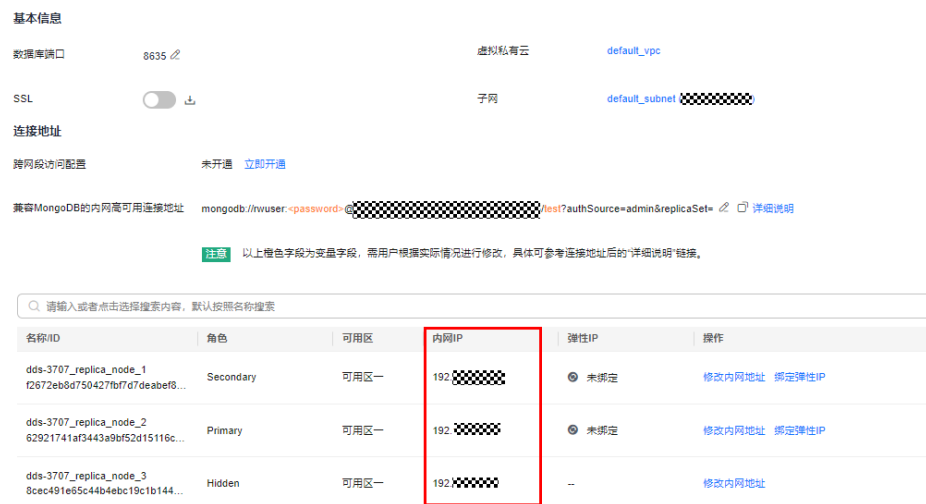 基本信息
数据库端口 8635 虚拟私有云 default_vpc
SSL 子网 default_subnet (
连接地址
跨网段访问配置 未开通 立即开通
兼容MongoDB的内网高可用连接地址 mongodb://rwuser:<password>@ /test?authSource=admin&replicaSet= 详细说明
注意 以上橙色字段为变量字段，需用户根据实际情况进行修改，具体可参考连接地址后的“详细说明”链接。
请输入或者点击选择搜索内容，默认按照名称搜索
名称/ID 角色 可用区 内网IP 弹性IP 操作
dds-3707_replica_node_1
f2672eb8d750427fbf7d7deabef8... Secondary 可用区一 192. 未绑定 修改内网地址 绑定弹性IP
dds-3707_replica_node_2
62921741af3443a9bf52d15116c... Primary 可用区一 192. 未绑定 修改内网地址 绑定弹性IP
dds-3707_replica_node_3
8cec491e65c44b4ebc19c1b144... Hidden 可用区一 192. -- 修改内网地址